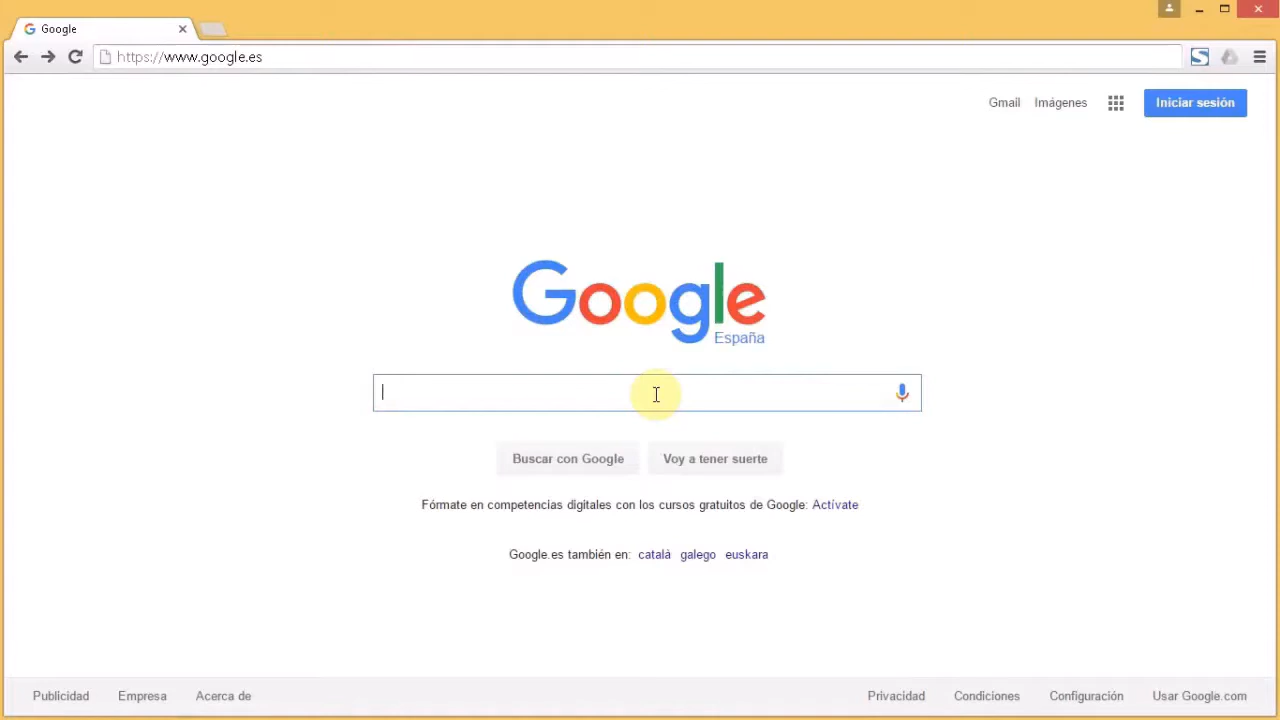 Google
https://www.google.es
Gmail Imágenes Iniciar sesión
Google
España
Buscar con Google Voy a tener suerte
Fórmate en competencias digitales con los cursos gratuitos de Google: Actívate
Google.es también en: català galego euskara
Publicidad Empresa Acerca de Privacidad Condiciones Configuración Usar Google.com